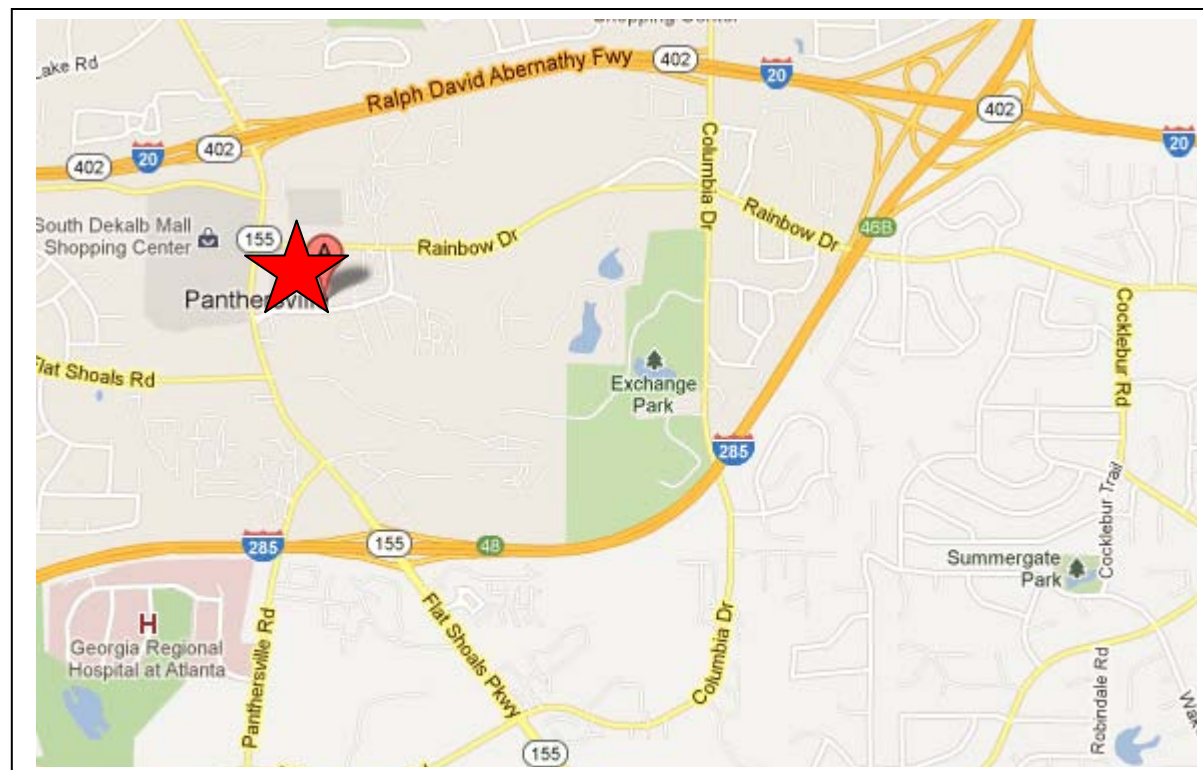 Shopping Center
Lake Rd
Ralph David Abernathy Fwy
402
20
402
402
20
402
20
402
Columbia Dr
South Dekalb Mall
Shopping Center
155
A
Rainbow Dr
Rainbow Dr
46B
Panthersville
Cocklebur Rd
Flat Shoals Rd
Exchange
Park
285
Cocklebur Trail
285
155
48
Summergate
Park
H
Georgia Regional
Hospital at Atlanta
Panthersville Rd
Flat Shoals Pkwy
Columbia Dr
Robindale Rd
155